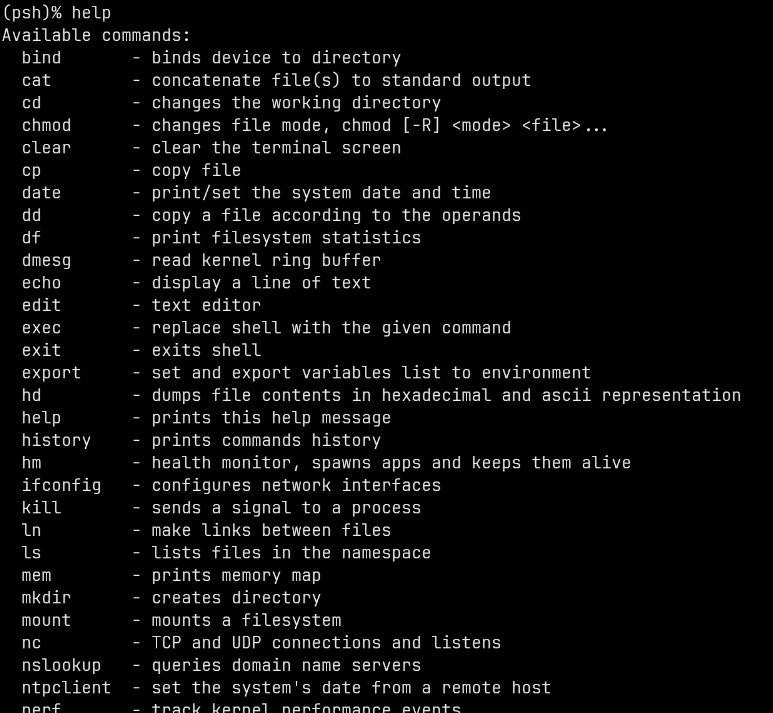 (psh)% help
Available commands:
  bind       - binds device to directory
  cat        - concatenate file(s) to standard output
  cd         - changes the working directory
  chmod      - changes file mode, chmod [-R] <mode> <file>...
  clear      - clear the terminal screen
  cp         - copy file
  date       - print/set the system date and time
  dd         - copy a file according to the operands
  df         - print filesystem statistics
  dmesg      - read kernel ring buffer
  echo       - display a line of text
  edit       - text editor
  exec       - replace shell with the given command
  exit       - exits shell
  export     - set and export variables list to environment
  hd         - dumps file contents in hexadecimal and ascii representation
  help       - prints this help message
  history    - prints commands history
  hm         - health monitor, spawns apps and keeps them alive
  ifconfig   - configures network interfaces
  kill       - sends a signal to a process
  ln         - make links between files
  ls         - lists files in the namespace
  mem        - prints memory map
  mkdir      - creates directory
  mount      - mounts a filesystem
  nc         - TCP and UDP connections and listens
  nslookup   - queries domain name servers
  ntpclient  - set the system's date from a remote host
  perf       - track kernel performance events